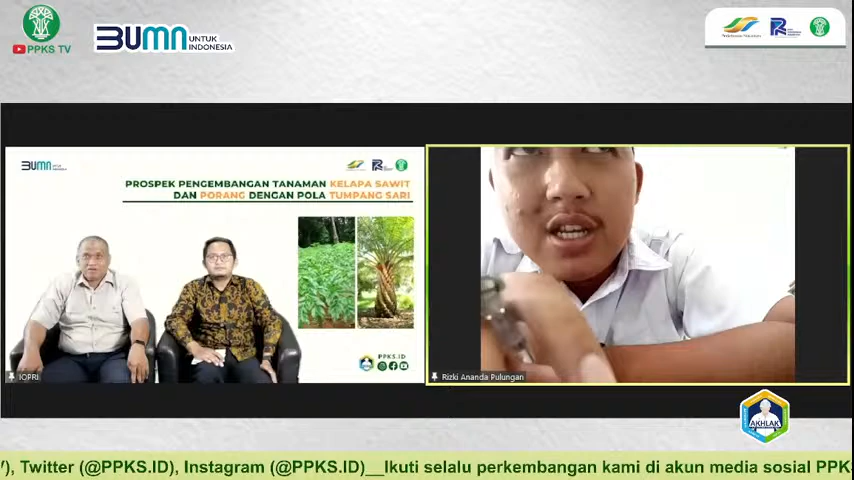 PPKS TV
BUMN UNTUK
INDONESIA
BUMN
PROSPEK PENGEMBANGAN TANAMAN KELAPA SAWIT
DAN PORANG DENGAN POLA TUMPANG SARI
PPKS.ID
IOPRI
Rizki Ananda Pulungan
AKHLAK
'), Twitter (@PPKS.ID), Instagram (@PPKS.ID)__Ikuti selalu perkembangan kami di akun media sosial PPK